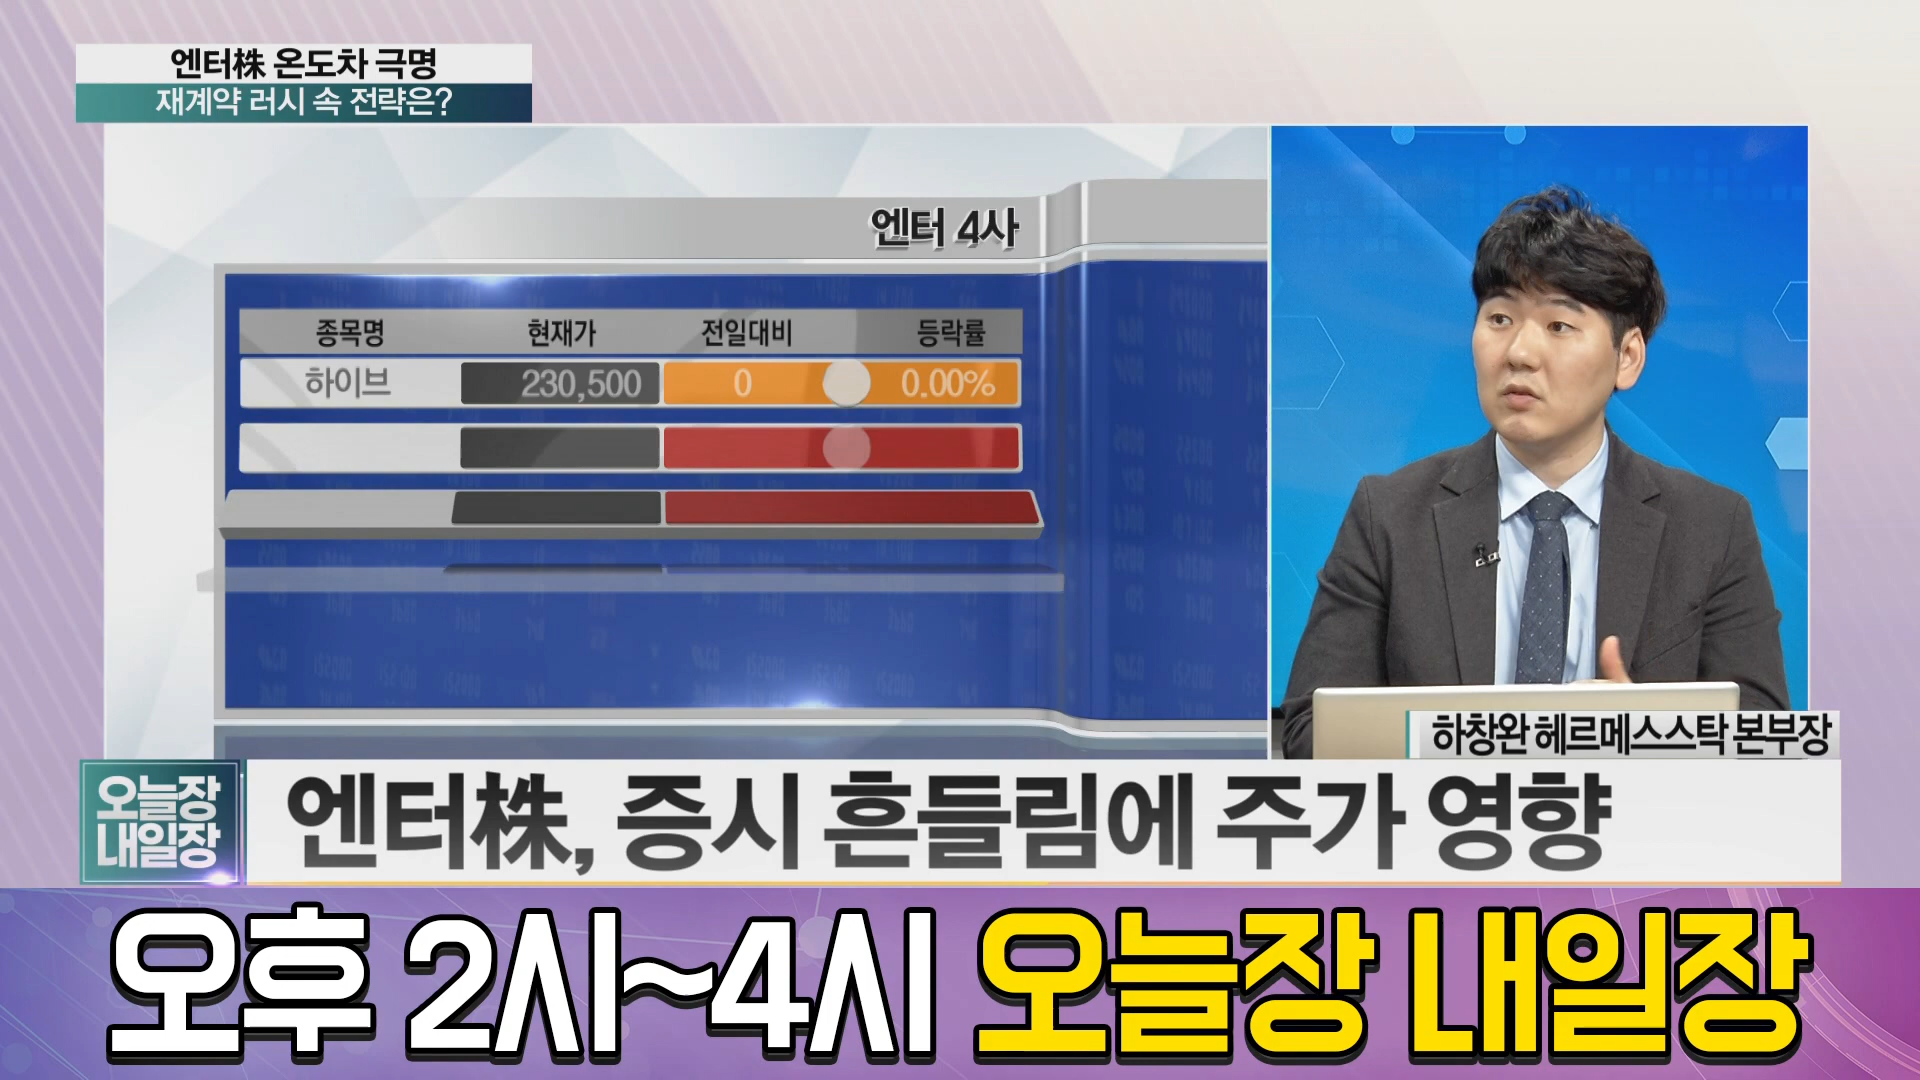 엔터株 온도차 극명
재계약 러시 속 전략은?
엔터 4사
종목명 현재가 전일대비 등락률
하이브 230,500 0 0.00%
하창완 헤르메스스탁 본부장
오늘장
내일장
엔터株, 증시 흔들림에 주가 영향
오후 2시~4시 오늘장 내일장